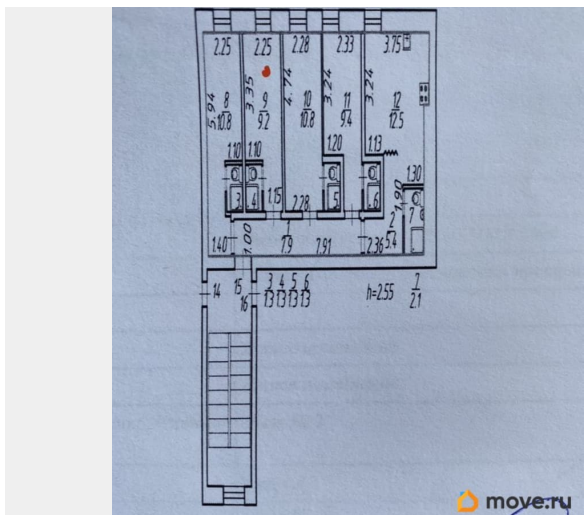 2.25 2.25 2.28 2.33 3.75
5.94 3.35 4.74 3.24 3.24
8 9 10 11 12
10.8 9.2 10.8 9.4 12.5
1.10 1.10 1.20 1.13 1.30
3 4 5 6 7
1.15 2.28 1.90
1 2
1.40 1.00 7.9 7.91 2.36 5.4
14 15 16
3 4 5 6
1.3 1.3 1.3 1.3
h=2.55
7
2.1
move.ru